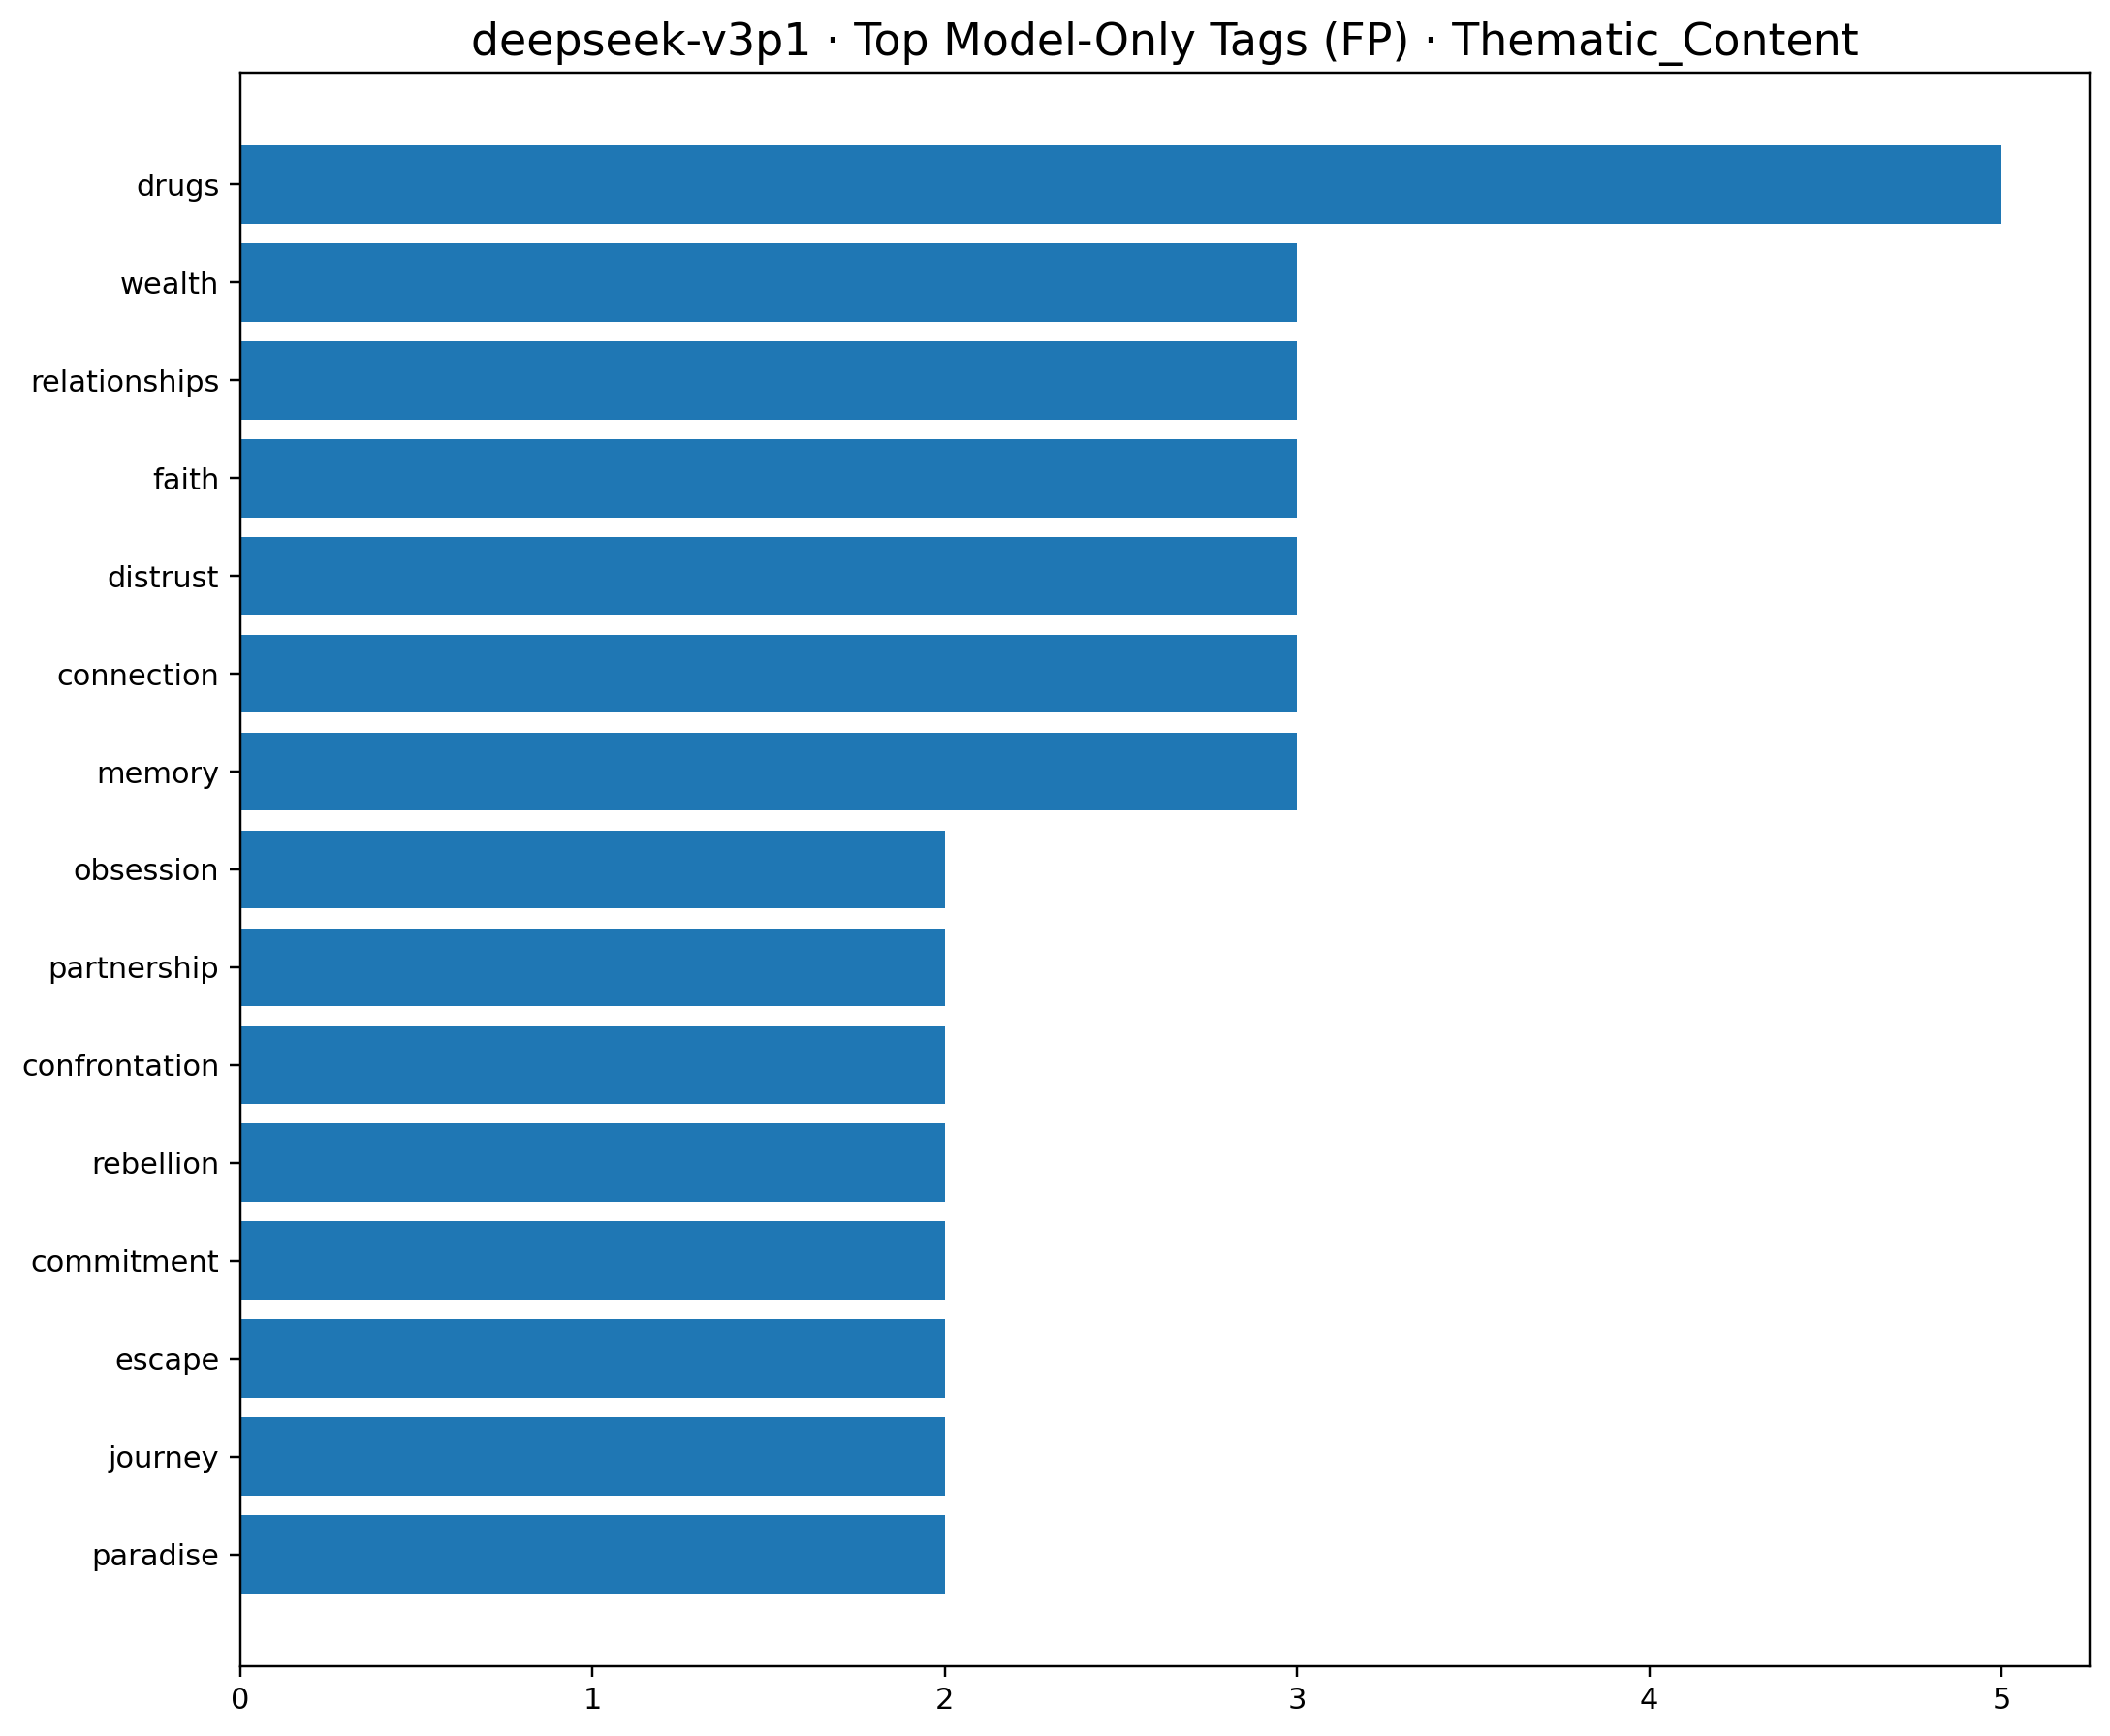 deepseek-v3p1 · Top Model-Only Tags (FP) · Thematic_Content
drugs
wealth
relationships
faith
distrust
connection
memory
obsession
partnership
confrontation
rebellion
commitment
escape
journey
paradise
0 1 2 3 4 5